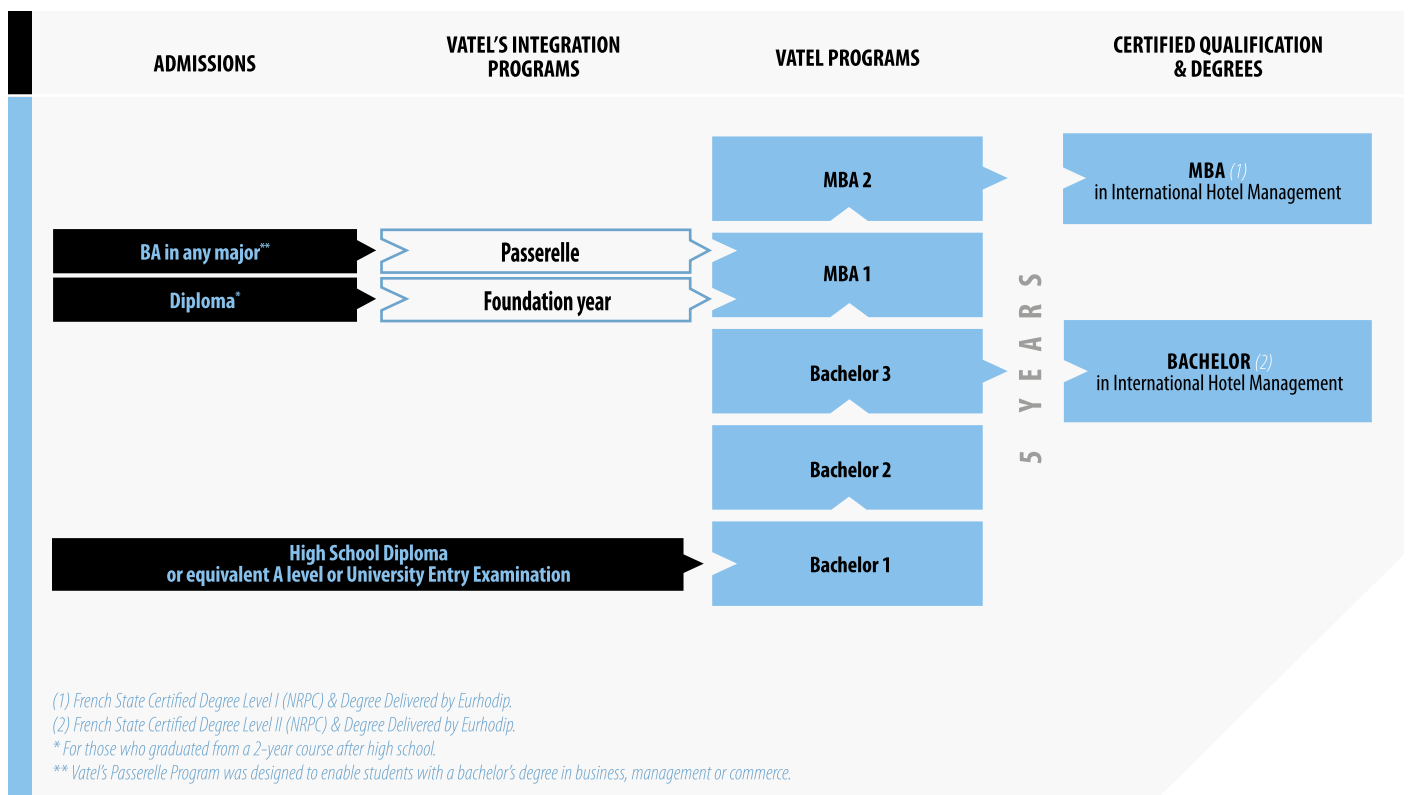 ADMISSIONS
VATEL’S INTEGRATION
PROGRAMS
VATEL PROGRAMS
CERTIFIED QUALIFICATION
& DEGREES
MBA 2
MBA (1)
in International Hotel Management
BA in any major**
Passerelle
MBA 1
Diploma*
Foundation year
Bachelor 3
BACHELOR (2)
in International Hotel Management
5 YEARS
Bachelor 2
High School Diploma
or equivalent A level or University Entry Examination
Bachelor 1
(1) French State Certified Degree Level I (NRPC) & Degree Delivered by Eurhodip.
(2) French State Certified Degree Level II (NRPC) & Degree Delivered by Eurhodip.
* For those who graduated from a 2-year course after high school.
** Vatel’s Passerelle Program was designed to enable students with a bachelor’s degree in business, management or commerce.